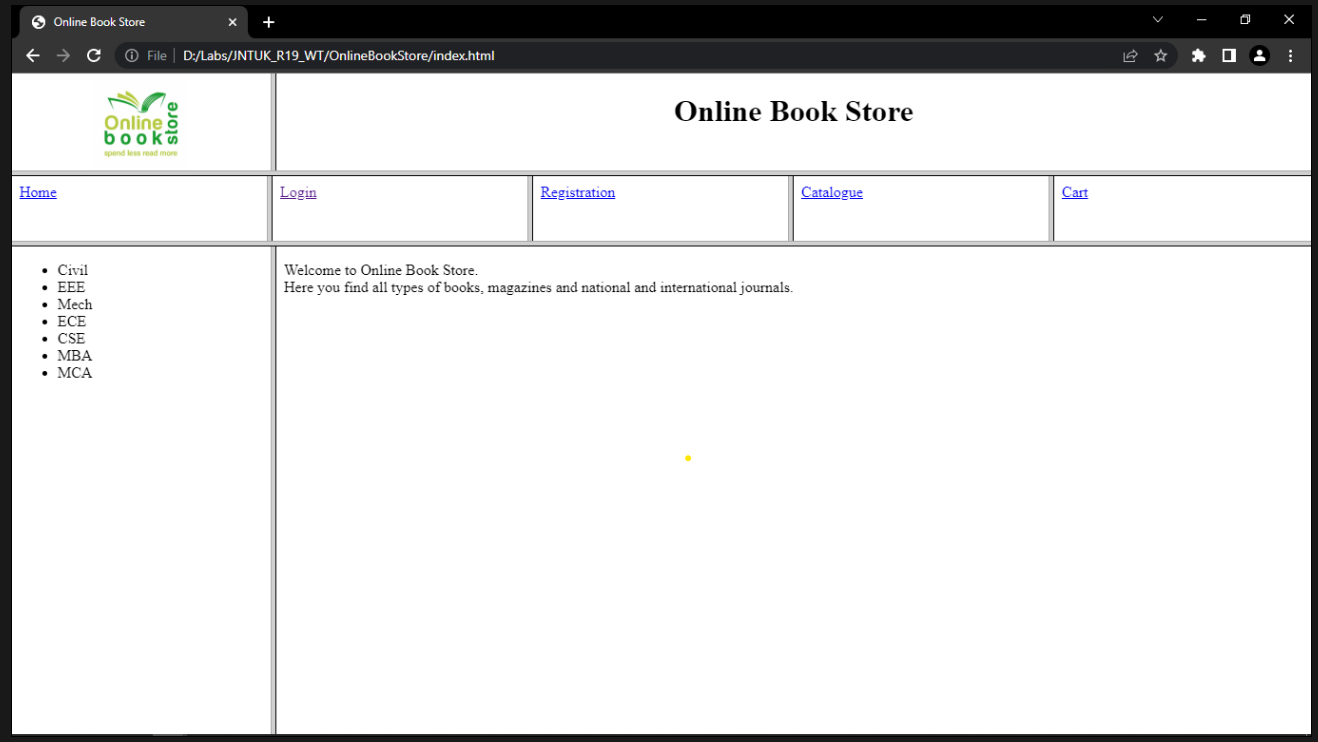 Online Book Store
File
D:/Labs/JNTUK_R19_WT/OnlineBookStore/index.html
Online
book
store
spend less read more
Online Book Store
Home
Login
Registration
Catalogue
Cart
Civil
EEE
Mech
ECE
CSE
MBA
MCA
Welcome to Online Book Store.
Here you find all types of books, magazines and national and international journals.